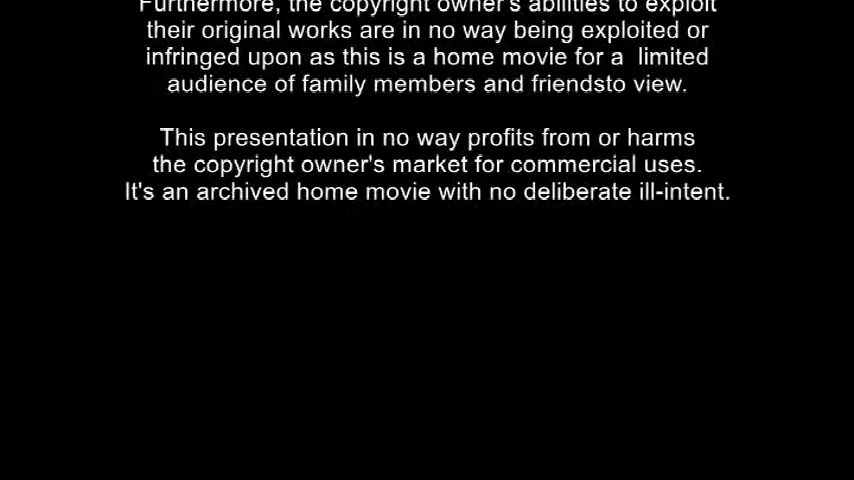 Furthermore, the copyright owner's abilities to exploit
their original works are in no way being exploited or
infringed upon as this is a home movie for a  limited
audience of family members and friendsto view.
This presentation in no way profits from or harms
the copyright owner's market for commercial uses.
It's an archived home movie with no deliberate ill-intent.